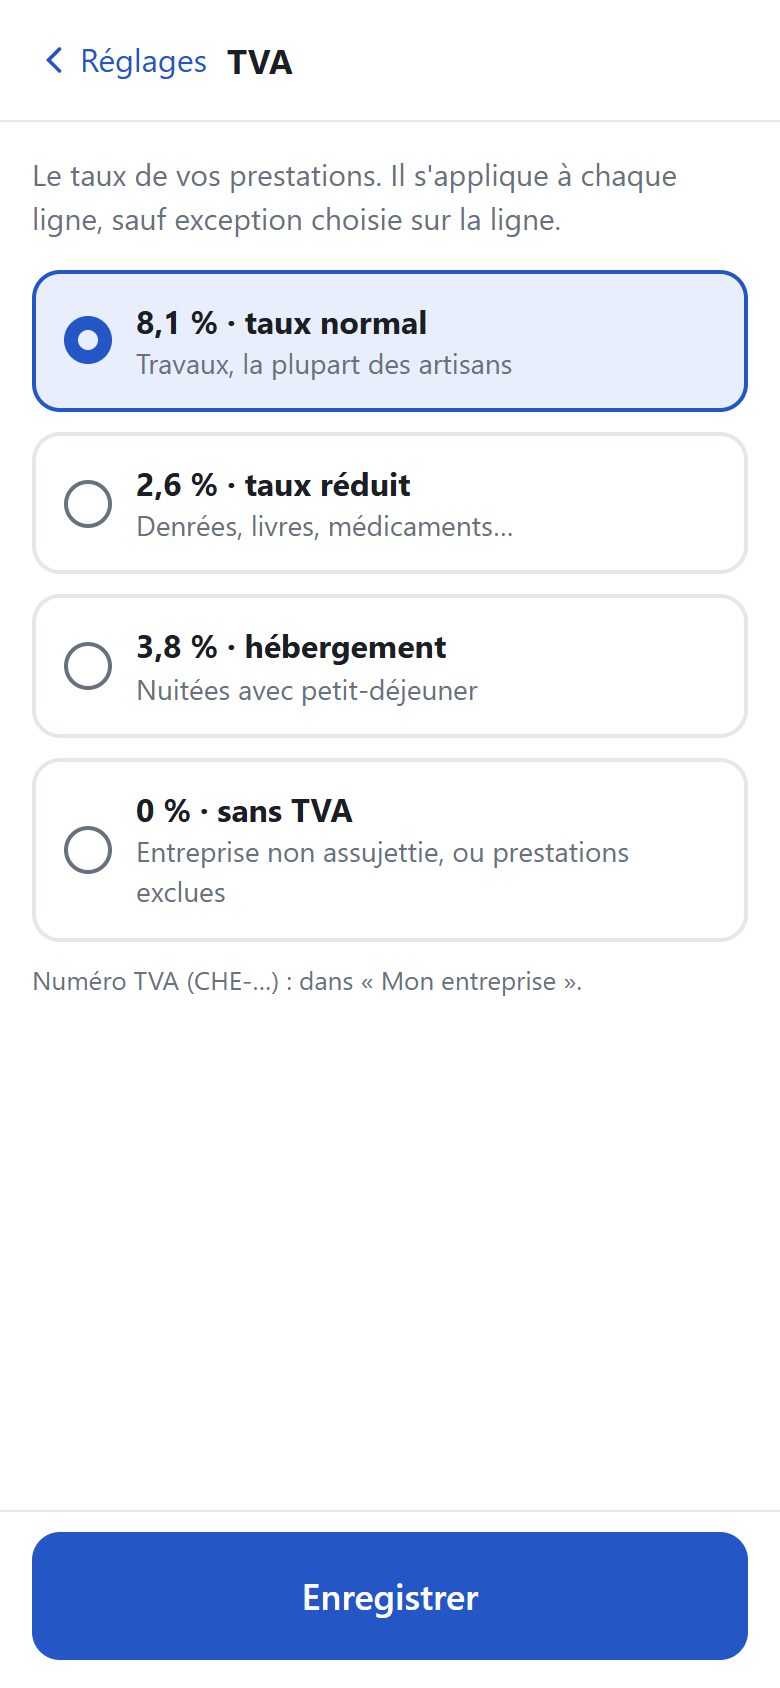 Réglages TVA
Le taux de vos prestations. Il s'applique à chaque
ligne, sauf exception choisie sur la ligne.
8,1 % · taux normal
Travaux, la plupart des artisans
2,6 % · taux réduit
Denrées, livres, médicaments…
3,8 % · hébergement
Nuitées avec petit-déjeuner
0 % · sans TVA
Entreprise non assujettie, ou prestations
exclues
Numéro TVA (CHE-…) : dans « Mon entreprise ».
Enregistrer